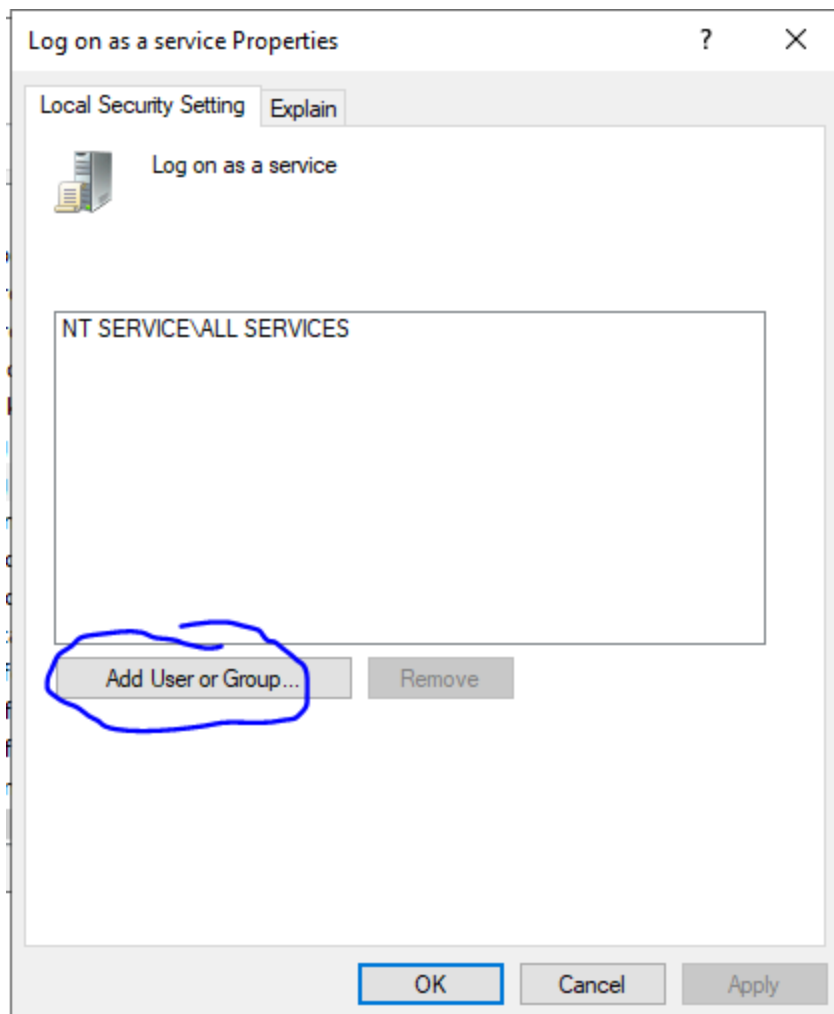 Log on as a service Properties
?
Local Security Setting
Explain
Log on as a service
NT SERVICE\ALL SERVICES
Add User or Group...
Remove
OK
Cancel
Apply